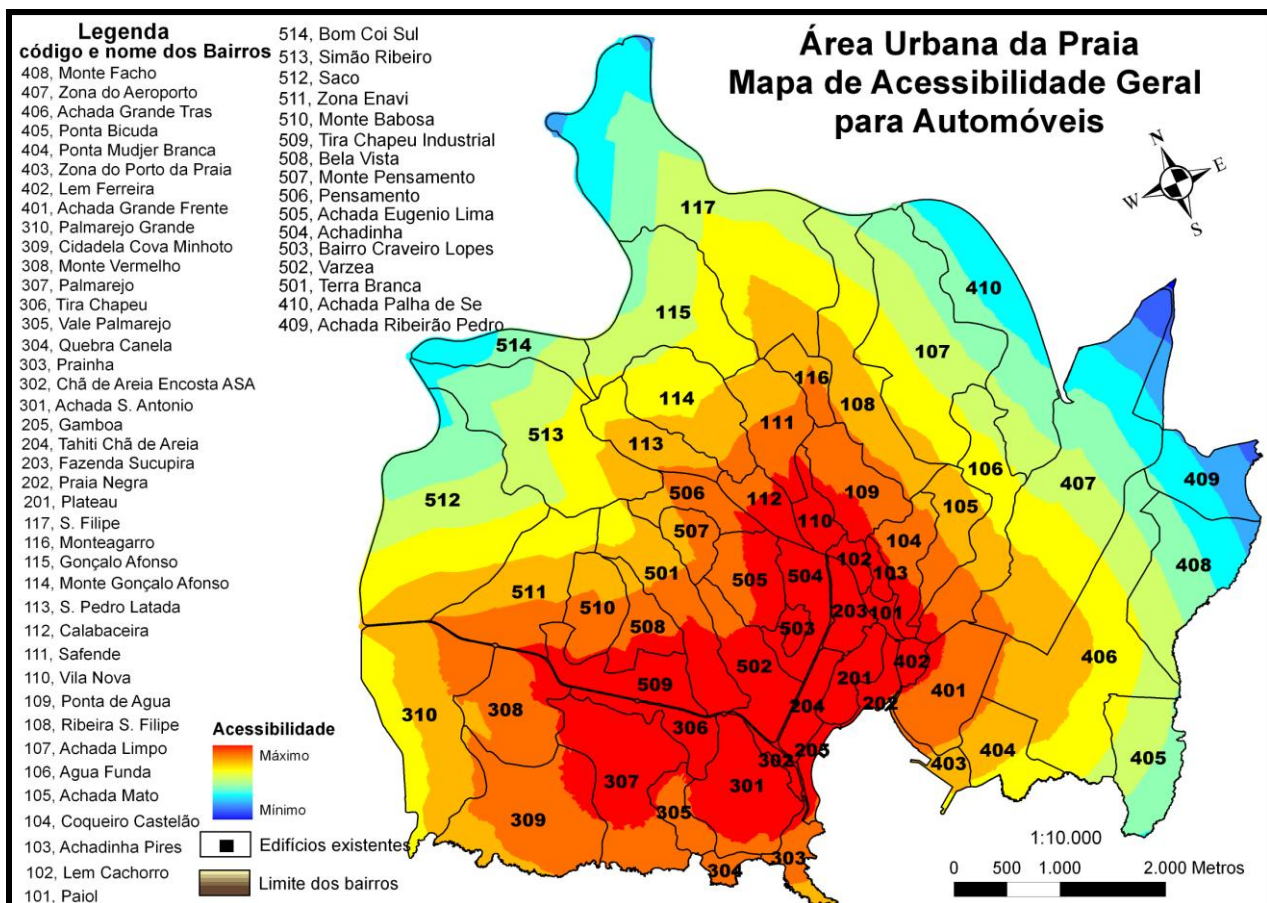 Legenda
código e nome dos Bairros
408, Monte Facho
407, Zona do Aeroporto
406, Achada Grande Tras
405, Ponta Bicuda
404, Ponta Mudjer Branca
403, Zona do Porto da Praia
402, Lem Ferreira
401, Achada Grande Frente
310, Palmarejo Grande
309, Cidadela Cova Minhoto
308, Monte Vermelho
307, Palmarejo
306, Tira Chapeu
305, Vale Palmarejo
304, Quebra Canela
303, Prainha
302, Chã de Areia Encosta ASA
301, Achada S. Antonio
205, Gamboa
204, Tahiti Chã de Areia
203, Fazenda Sucupira
202, Praia Negra
201, Plateau
117, S. Filipe
116, Monteagarro
115, Gonçalo Afonso
114, Monte Gonçalo Afonso
113, S. Pedro Latada
112, Calabaceira
111, Safende
110, Vila Nova
109, Ponta de Agua
108, Ribeira S. Filipe
107, Achada Limpo
106, Agua Funda
105, Achada Mato
104, Coqueiro Castelão
103, Achadinha Pires
102, Lem Cachorro
101, Paiol
514, Bom Coi Sul
513, Simão Ribeiro
512, Saco
511, Zona Enavi
510, Monte Babosa
509, Tira Chapeu Industrial
508, Bela Vista
507, Monte Pensamento
506, Pensamento
505, Achada Eugenio Lima
504, Achadinha
503, Bairro Craveiro Lopes
502, Varzea
501, Terra Branca
410, Achada Palha de Se
409, Achada Ribeirão Pedro
Área Urbana da Praia
Mapa de Acessibilidade Geral
para Automóveis
N
E
W
S
117
410
115
514
107
116
114
108
111
513
113
106
407
409
512
506
112
109
105
110
507
104
408
102
501
505
504
103
511
510
203
101
503
508
402
406
502
201
509
401
204
202
310
308
306
205
404
405
302
403
307
301
305
309
303
304
Acessibilidade
Máximo
Mínimo
Edifícios existentes
Limite dos bairros
1:10.000
0 500 1.000 2.000 Metros